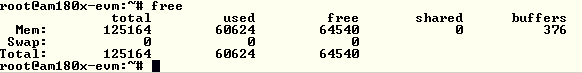 root@am180x-evm:~# free
total used free shared buffers
Mem: 125164 60624 64540 0 376
Swap: 0 0 0
Total: 125164 60624 64540
root@am180x-evm:~#